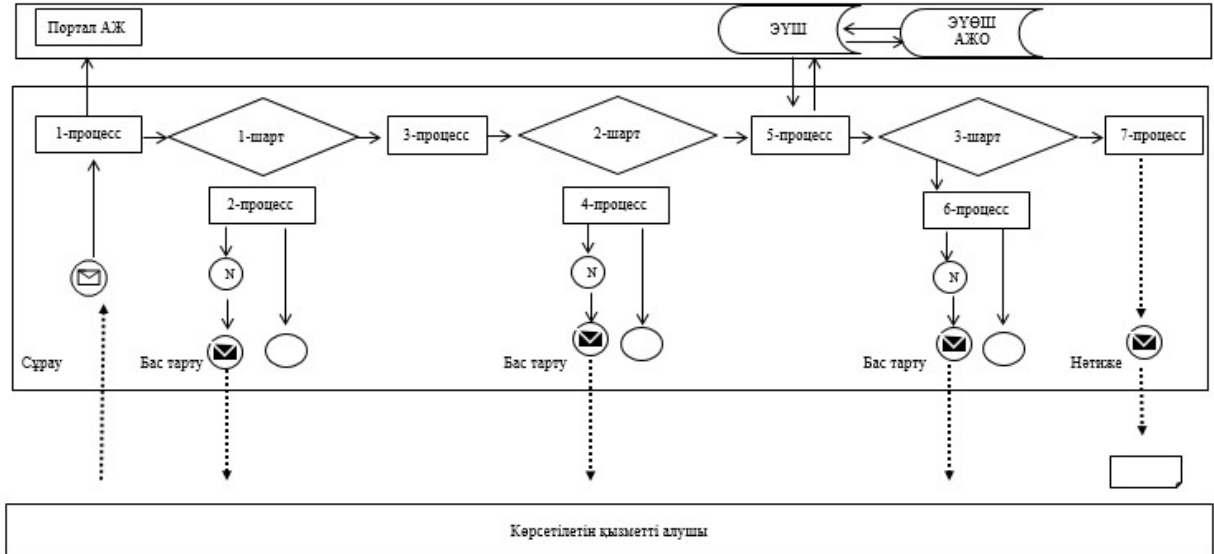 Портал АЖ
ЭҮШ
ЭҮӨШ
АЖО
1-процесс
1-шарт
3-процесс
2-шарт
5-процесс
3-шарт
7-процесс
2-процесс
4-процесс
6-процесс
N
N
N
Сұрау
Бас тарту
Бас тарту
Бас тарту
Нәтиже
Көрсетілетін қызметті алушы